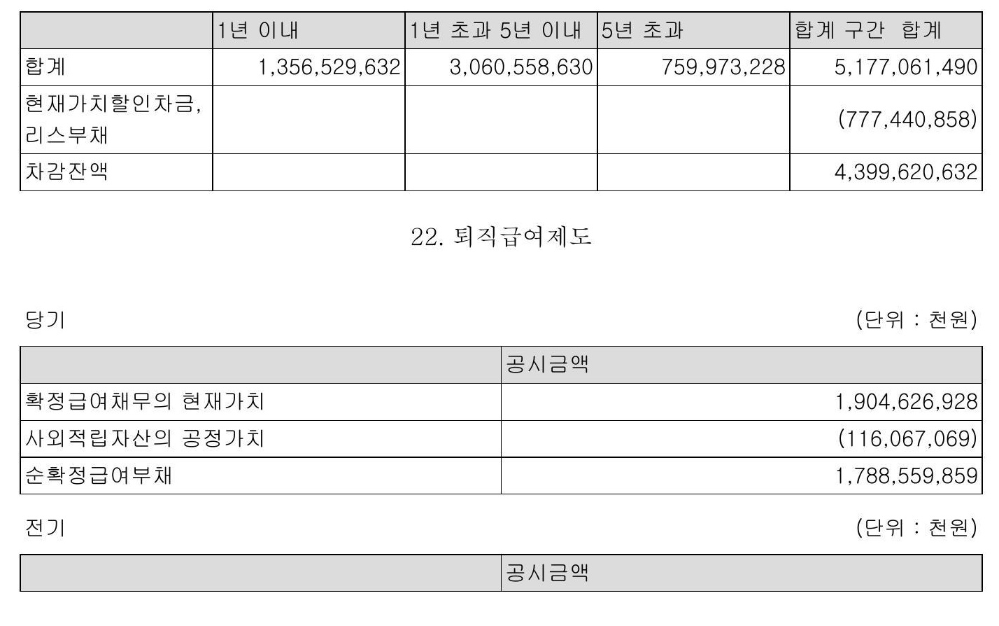 1년 이내 1년 초과 5년 이내 5년 초과 합계 구간  합계
합계 1,356,529,632 3,060,558,630 759,973,228 5,177,061,490
현재가치할인차금,
리스부채 (777,440,858)
차감잔액 4,399,620,632
22. 퇴직급여제도
당기 (단위 : 천원)
공시금액
확정급여채무의 현재가치 1,904,626,928
사외적립자산의 공정가치 (116,067,069)
순확정급여부채 1,788,559,859
전기 (단위 : 천원)
공시금액